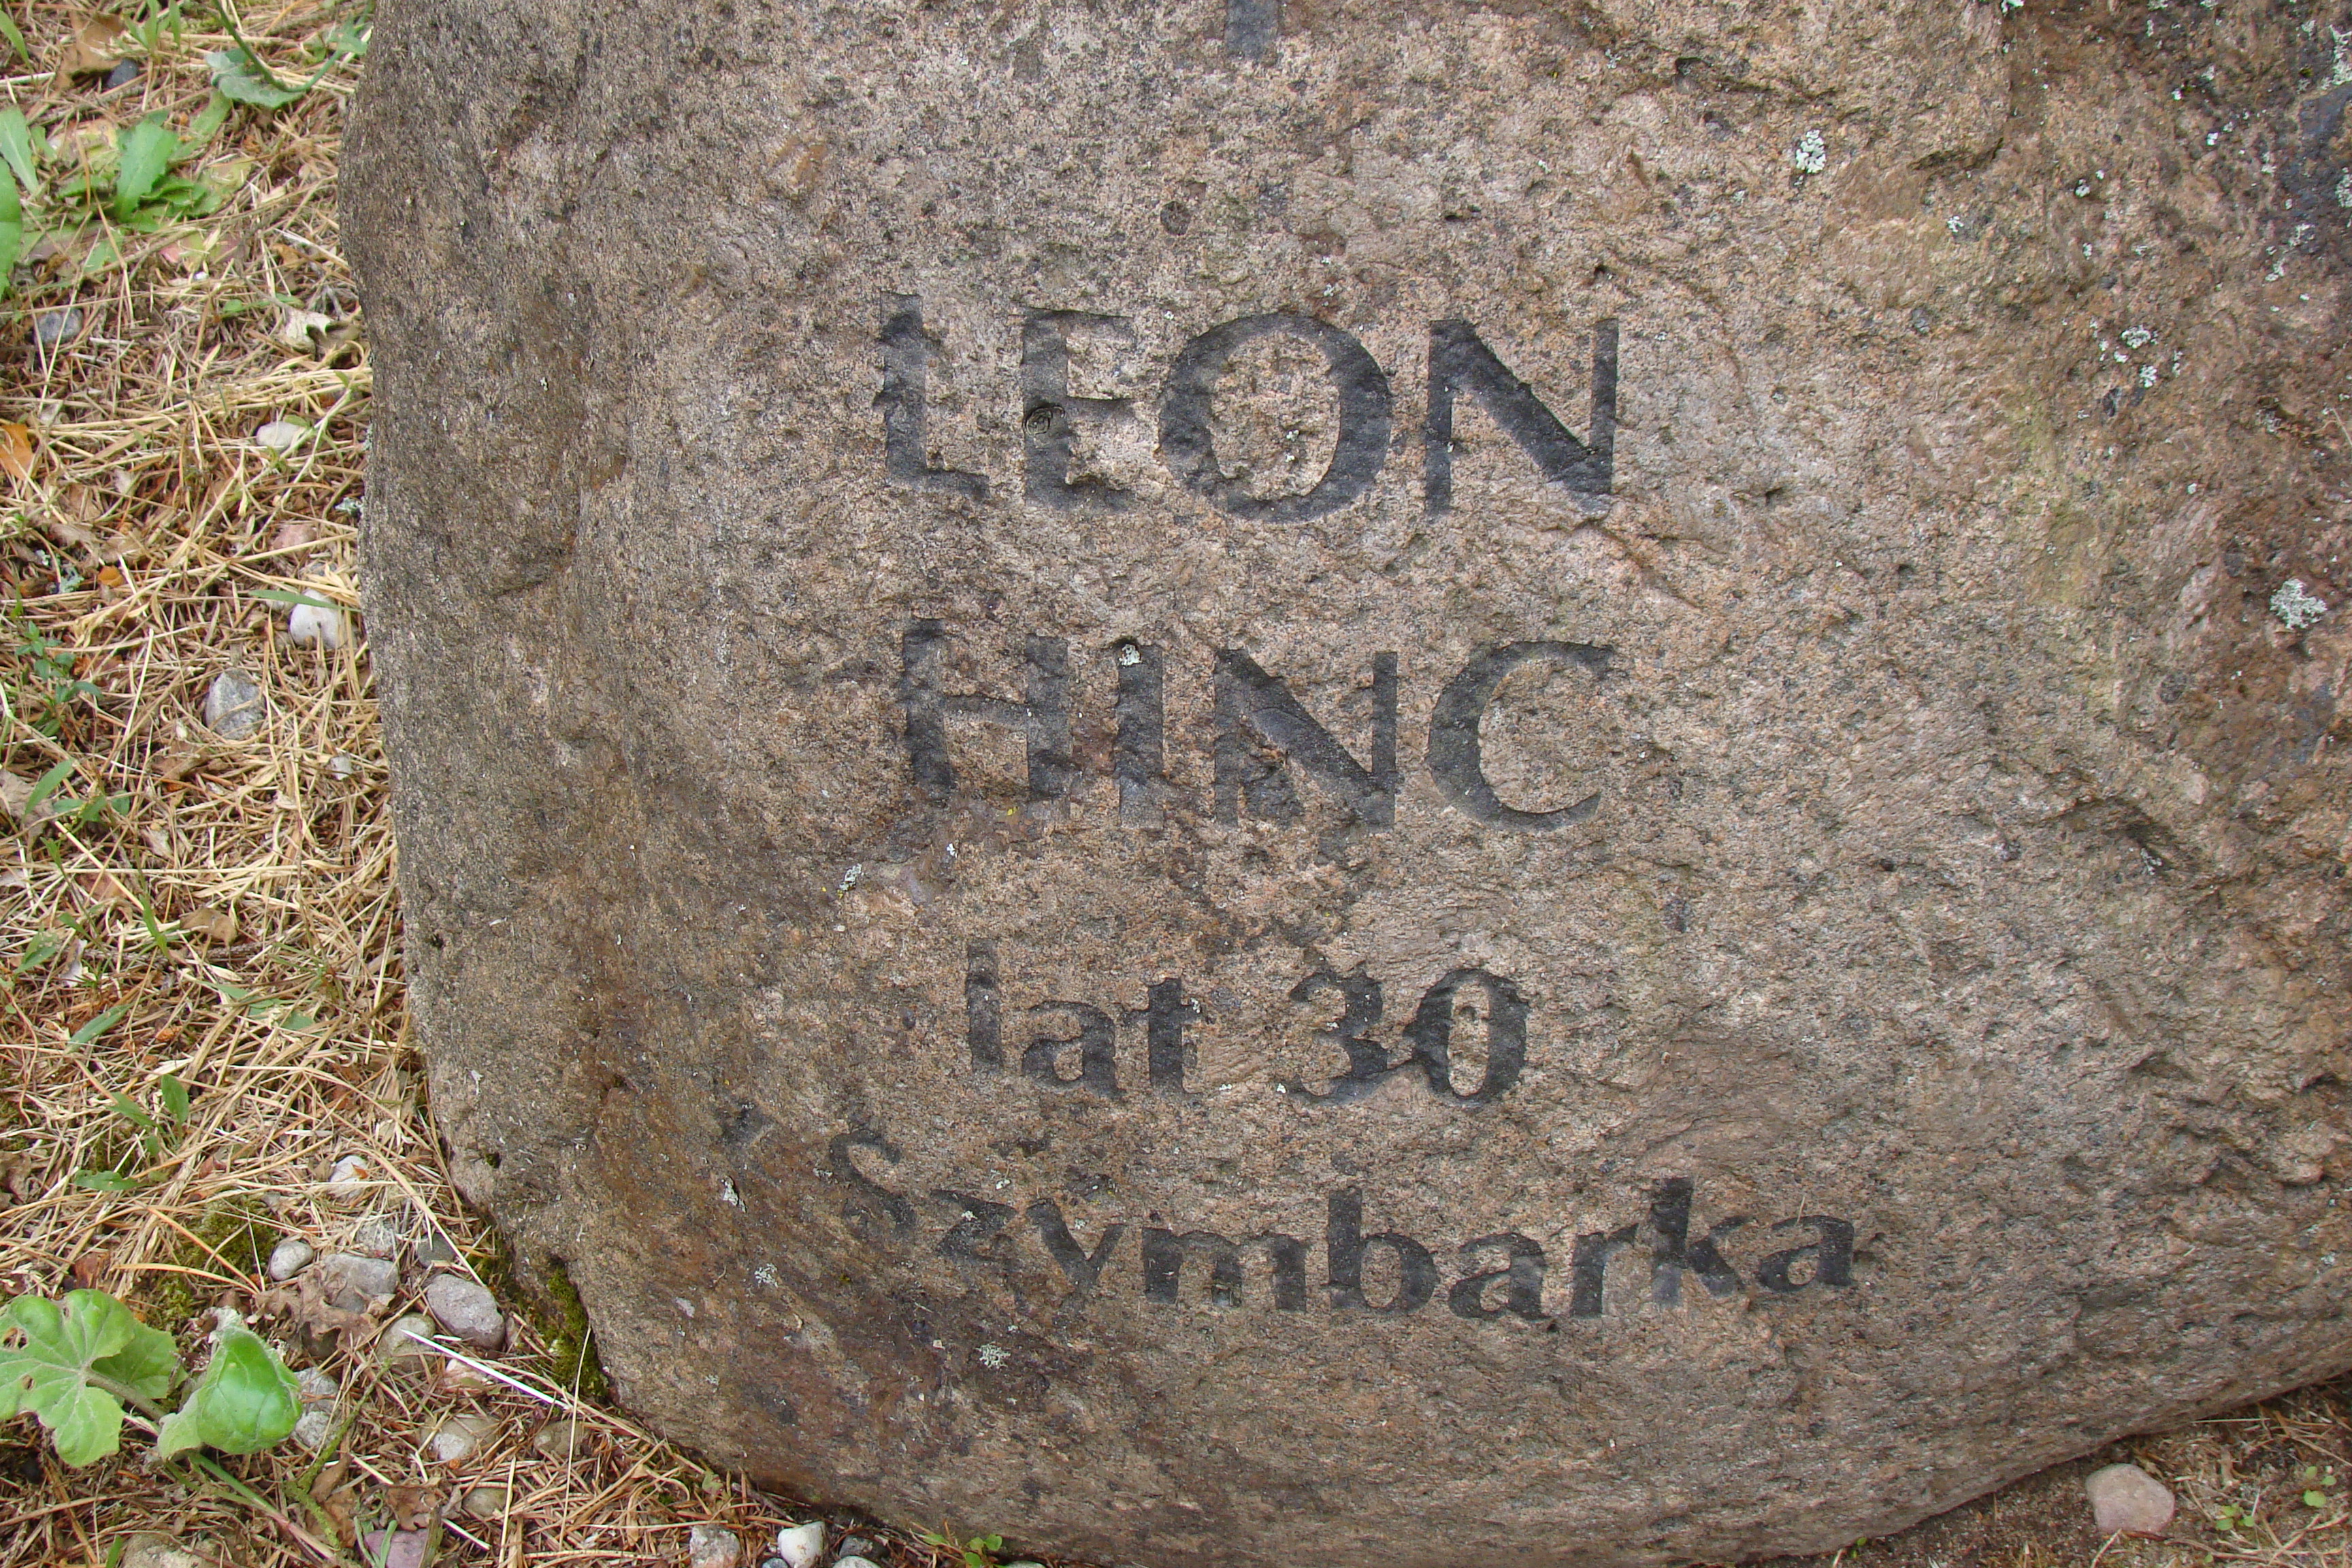 LEON
HINC
lat 30
z Szymbarka